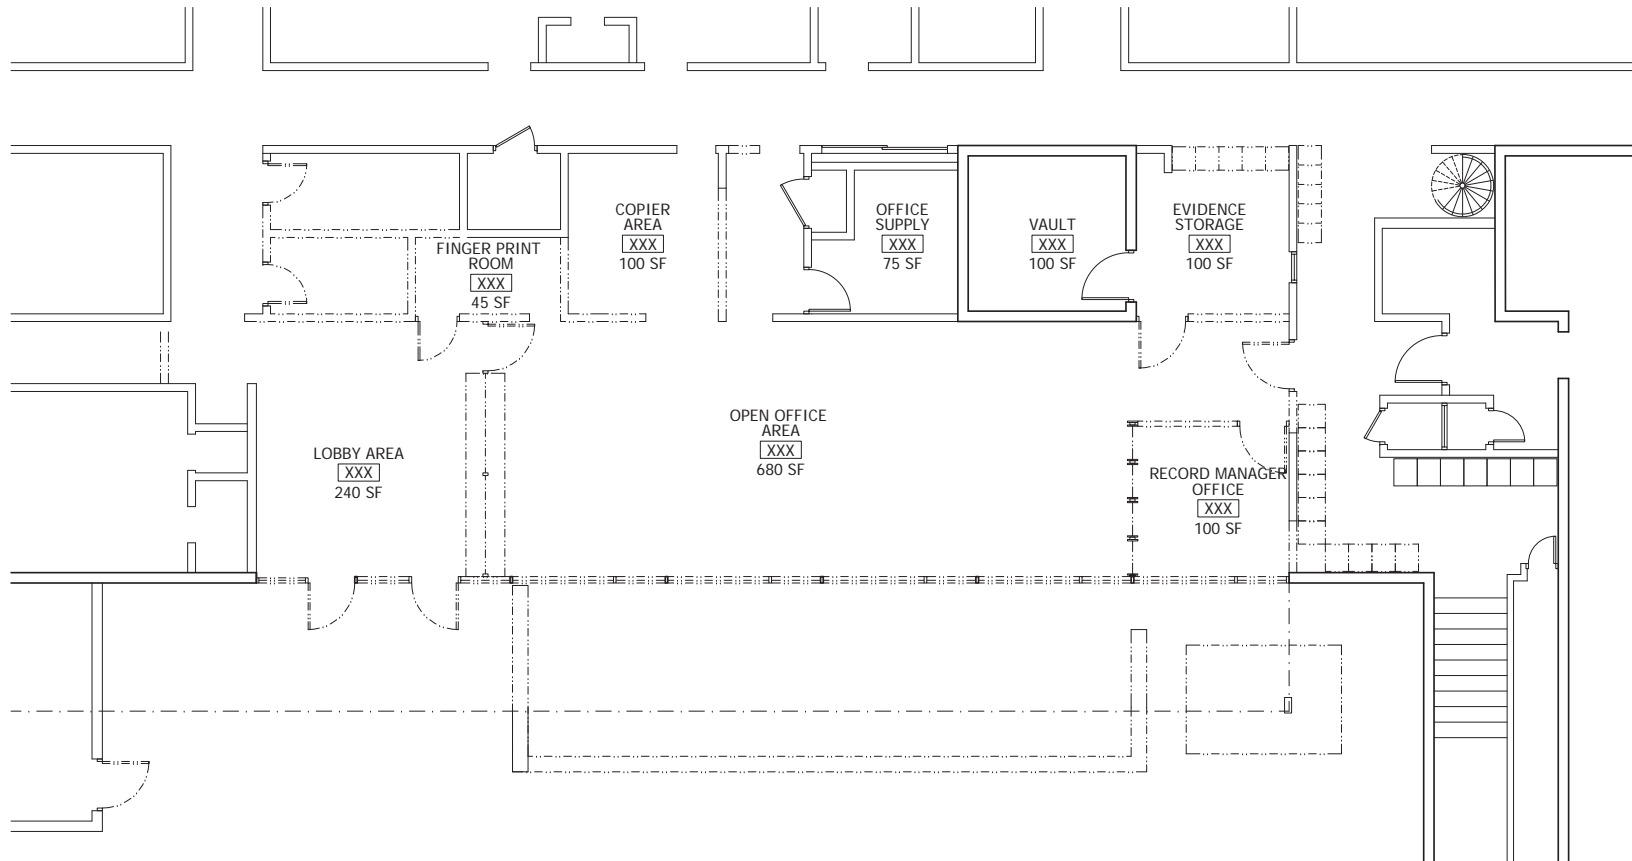 COPIER
AREA
XXX
100 SF
OFFICE
SUPPLY
XXX
75 SF
VAULT
XXX
100 SF
EVIDENCE
STORAGE
XXX
100 SF
FINGER PRINT
ROOM
XXX
45 SF
LOBBY AREA
XXX
240 SF
OPEN OFFICE
AREA
XXX
680 SF
RECORD MANAGER
OFFICE
XXX
100 SF